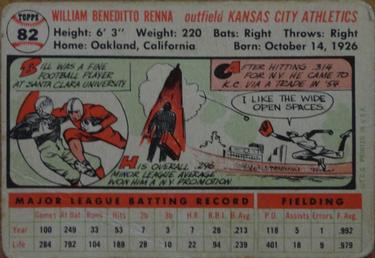 TOPPS
82
WILLIAM BENEDITTO RENNA outfield KANSAS CITY ATHLETICS
Height: 6' 3" Weight: 220 Bats: Right Throws: Right
Home: Oakland, California Born: October 14, 1926
BILL WAS A FINE
FOOTBALL PLAYER
AT SANTA CLARA UNIVERSITY
AFTER HITTING .314
FOR N.Y. HE CAME TO
K.C. VIA A TRADE IN '54
I LIKE THE WIDE
OPEN SPACES.
HIS OVERALL .296
MINOR LEAGUE AVERAGE
WON HIM A N.Y. PROMOTION
MAJOR LEAGUE BATTING RECORD FIELDING
Games At Bat Runs Hits 2b 3b H.R. R.B.I. B.Avg. P.O. Assists Errors F. Avg.
Year 100 249 33 53 7 3 7 28 .213 118 5 1 .992
Life 284 792 104 189 28 10 22 94 .239 401 18 9 .979